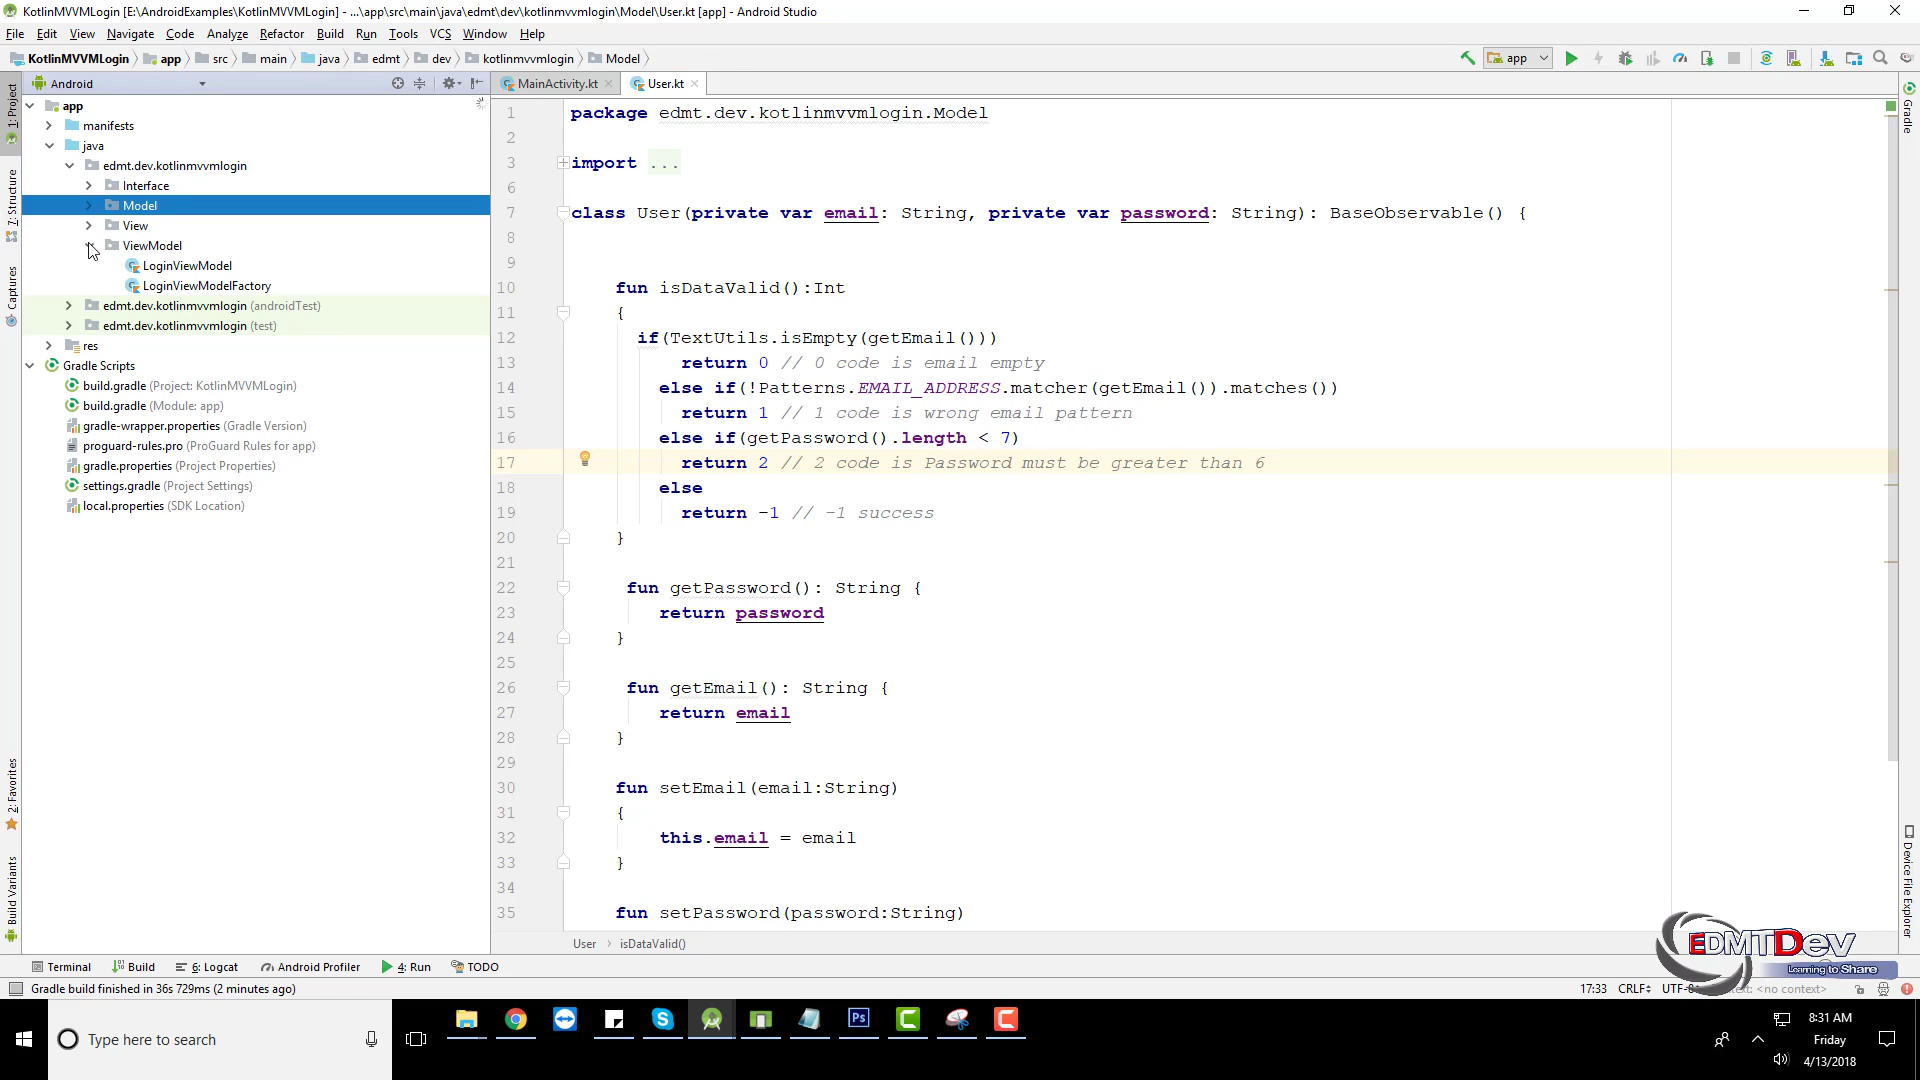 KotlinMVVMLogin [E:\AndroidExamples\KotlinMVVMLogin] - ...\app\src\main\java\edmt\dev\kotlinmvvmlogin\Model\User.kt [app] - Android Studio
File Edit View Navigate Code Analyze Refactor Build Run Tools VCS Window Help
KotlinMVVMLogin app src main java edmt dev kotlinmvvmlogin Model app
Android MainActivity.kt User.kt
1: Project
Z: Structure
Captures
2: Favorites
Build Variants
app
manifests
java
edmt.dev.kotlinmvvmlogin
Interface
Model
View
ViewModel
LoginViewModel
LoginViewModelFactory
edmt.dev.kotlinmvvmlogin (androidTest)
edmt.dev.kotlinmvvmlogin (test)
res
Gradle Scripts
build.gradle (Project: KotlinMVVMLogin)
build.gradle (Module: app)
gradle-wrapper.properties (Gradle Version)
proguard-rules.pro (ProGuard Rules for app)
gradle.properties (Project Properties)
settings.gradle (Project Settings)
local.properties (SDK Location)
1 package edmt.dev.kotlinmvvmlogin.Model
2
3 import ...
6
7 class User(private var email: String, private var password: String): BaseObservable() {
8
9
10 fun isDataValid():Int
11 {
12 if(TextUtils.isEmpty(getEmail()))
13 return 0 // 0 code is email empty
14 else if(!Patterns.EMAIL_ADDRESS.matcher(getEmail()).matches())
15 return 1 // 1 code is wrong email pattern
16 else if(getPassword().length < 7)
17 return 2 // 2 code is Password must be greater than 6
18 else
19 return -1 // -1 success
20 }
21
22 fun getPassword(): String {
23 return password
24 }
25
26 fun getEmail(): String {
27 return email
28 }
29
30 fun setEmail(email:String)
31 {
32 this.email = email
33 }
34
35 fun setPassword(password:String)
User › isDataValid()
Gradle
Device File Explorer
EDMTDev
Learning to Share
Terminal Build 6: Logcat Android Profiler 4: Run TODO
Gradle build finished in 36s 729ms (2 minutes ago) 17:33 CRLF UTF-8 <no context>
Type here to search
Ps
8:31 AM
Friday
4/13/2018